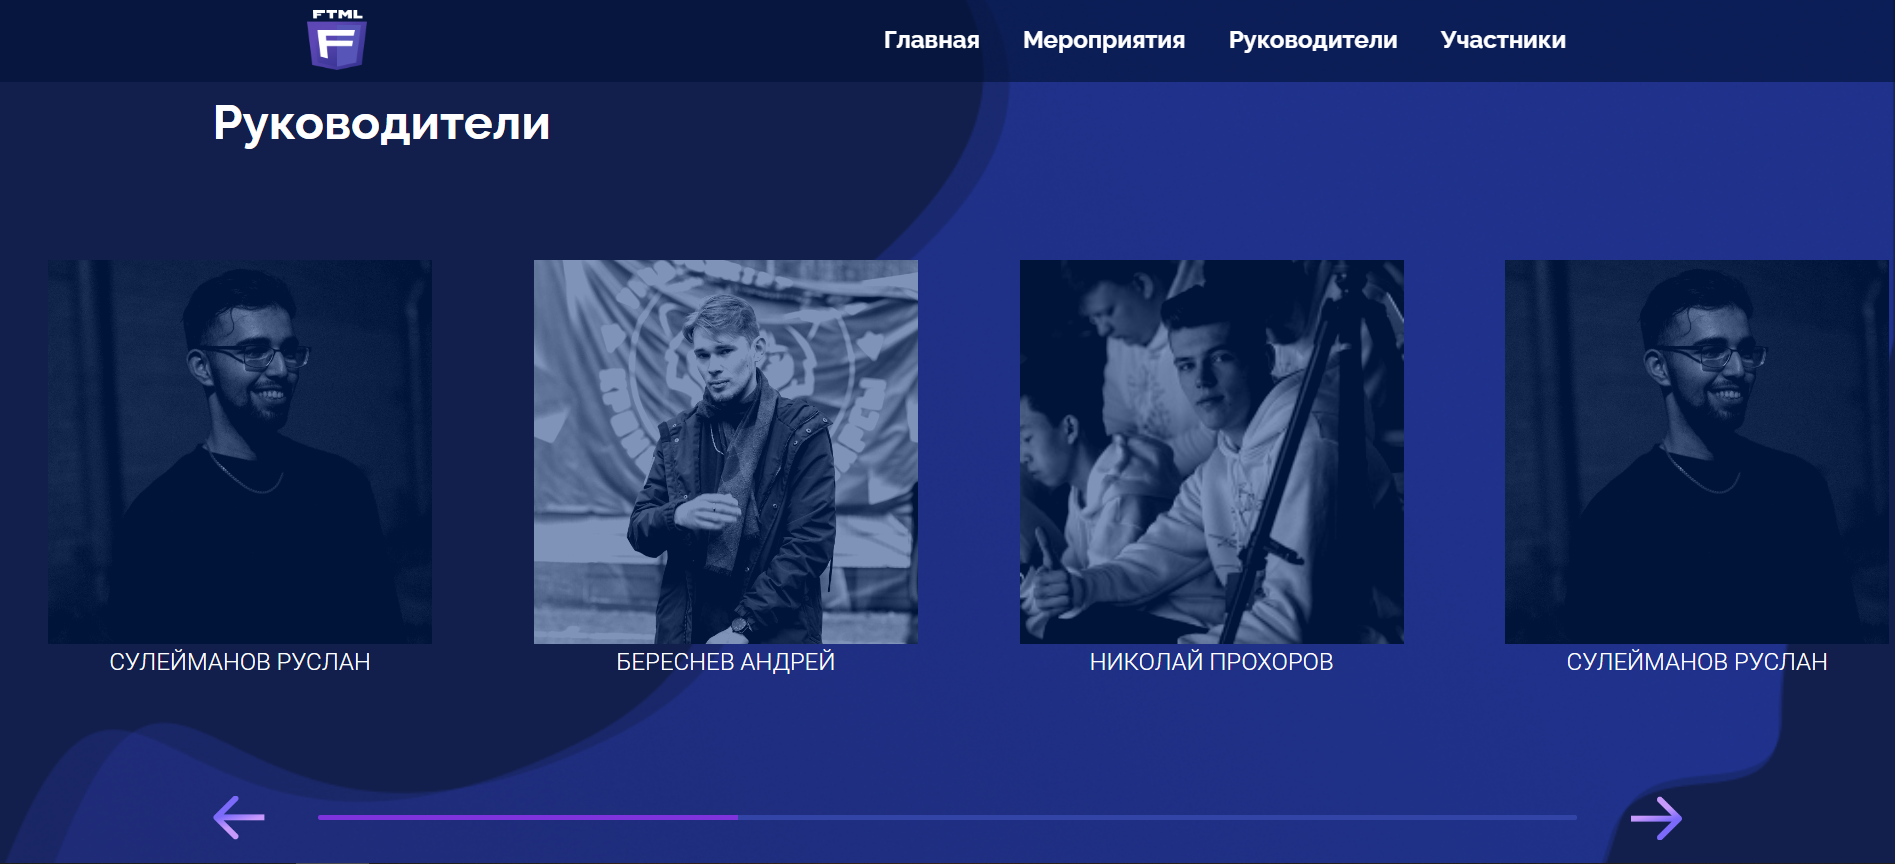 FTML
F
Главная Мероприятия Руководители Участники
Руководители
СУЛЕЙМАНОВ РУСЛАН
БЕРЕСНЕВ АНДРЕЙ
НИКОЛАЙ ПРОХОРОВ
СУЛЕЙМАНОВ РУСЛАН